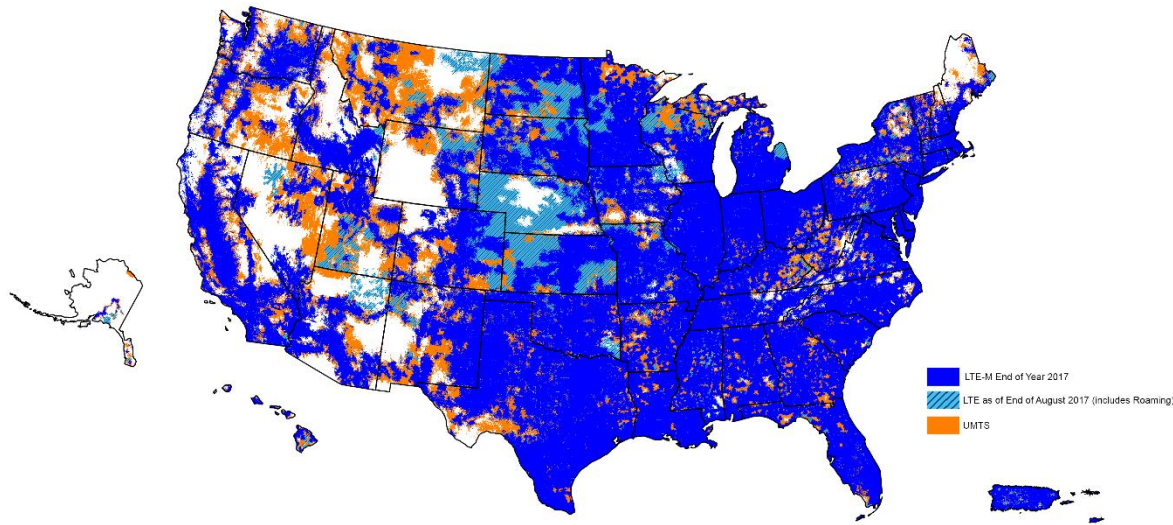 LTE-M End of Year 2017
LTE as of End of August 2017 (includes Roaming)
UMTS